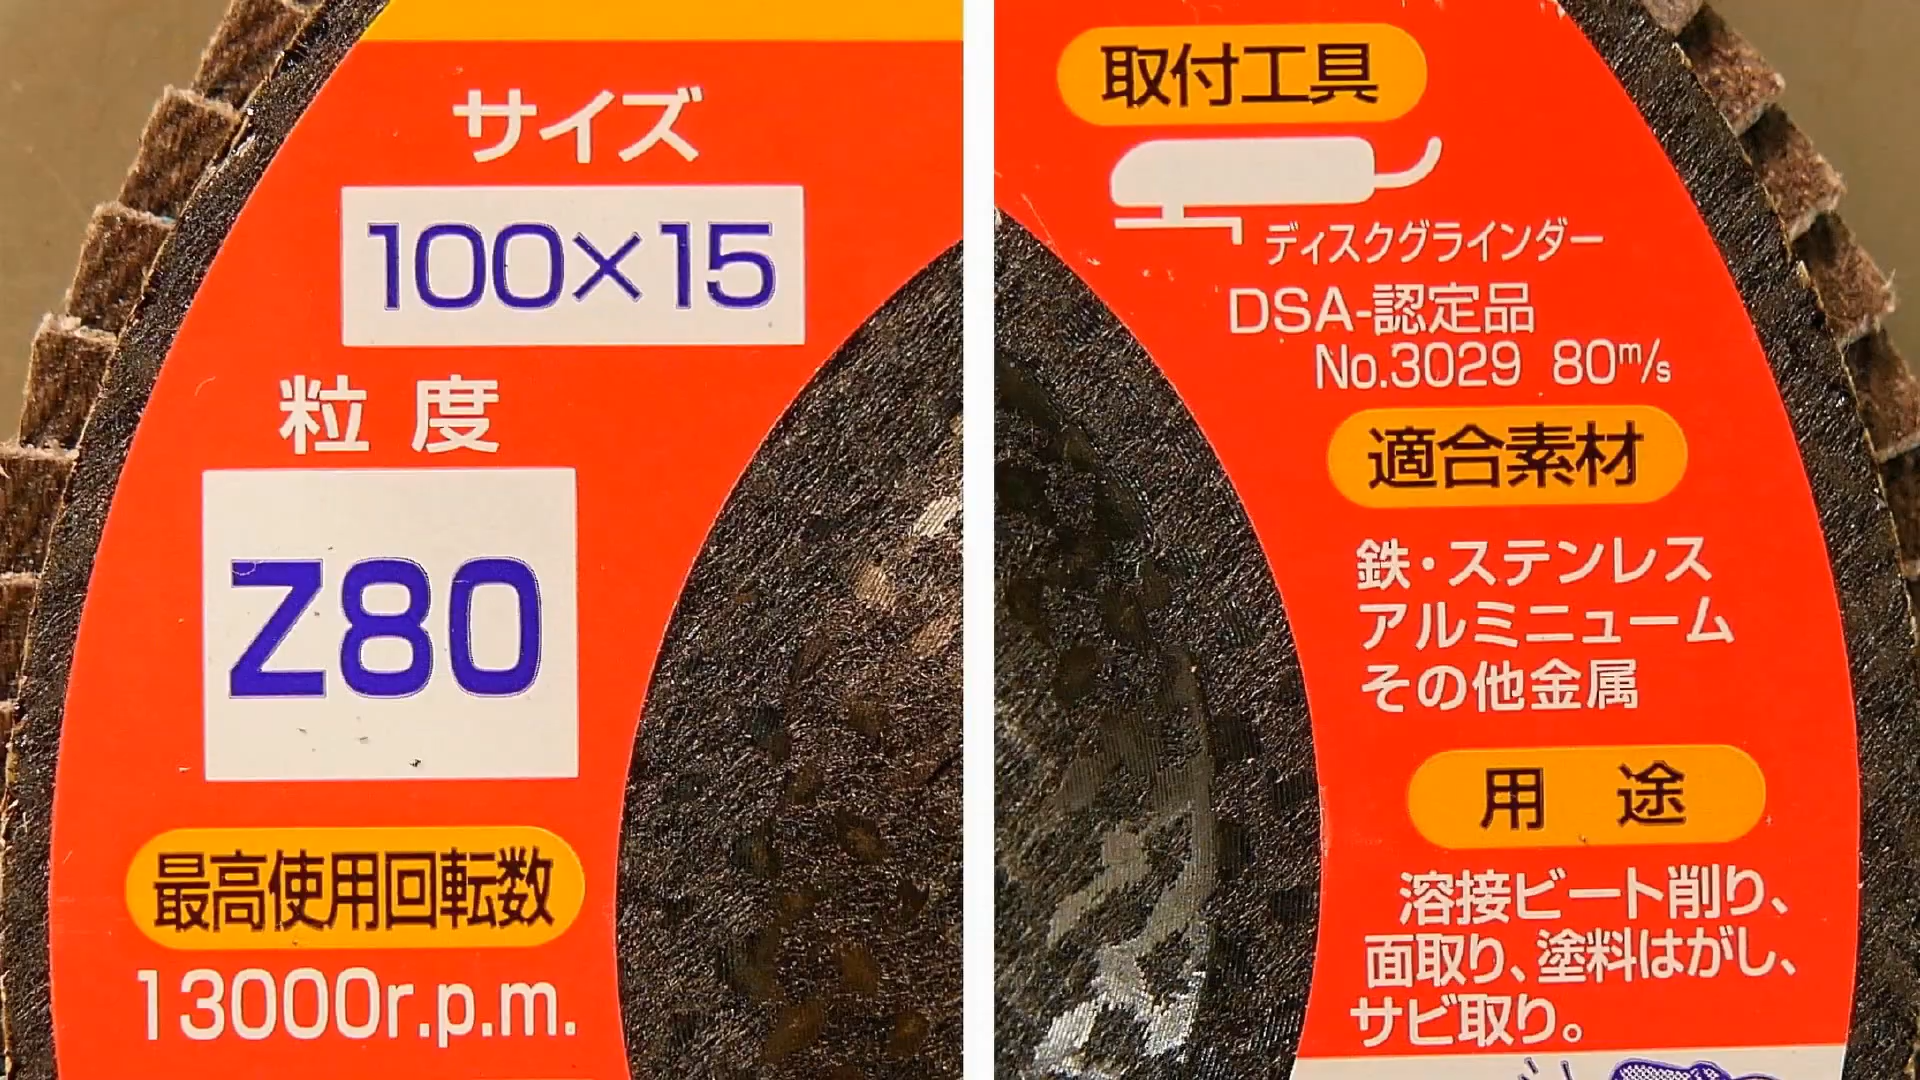 サイズ
100×15
粒度
Z80
最高使用回転数
13000r.p.m.
取付工具
ディスクグラインダー
DSA-認定品
No.3029 80m/s
適合素材
鉄・ステンレス
アルミニューム
その他金属
用途
溶接ビート削り、
面取り、塗料はがし、
サビ取り。